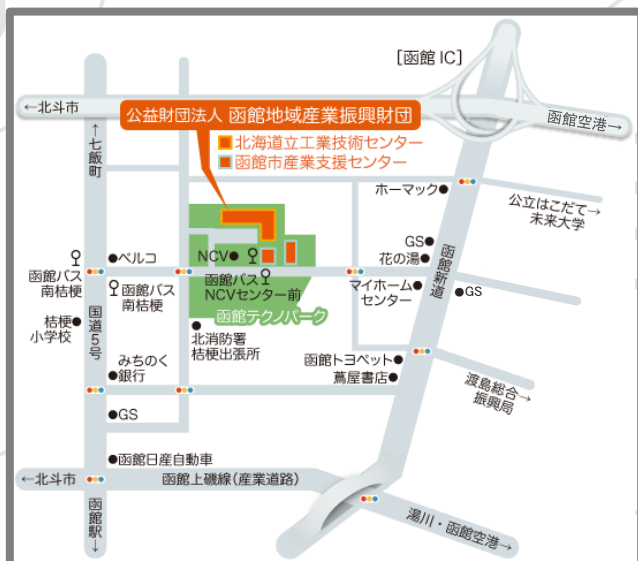 [函館IC]
←北斗市
函館空港→
公益財団法人 函館地域産業振興財団
北海道立工業技術センター
函館市産業支援センター
↑七飯町
ホーマック
公立はこだて→
未来大学
GS
花の湯
函館新道
ベルコ
NCV
函館バス
南桔梗
函館バス
南桔梗
函館バス
NCVセンター前
マイホーム
センター
GS
函館テクノパーク
国道5号
桔梗
小学校
北消防署
桔梗出張所
みちのく
銀行
函館トヨペット
蔦屋書店
渡島総合→
振興局
GS
函館日産自動車
←北斗市
函館上磯線(産業道路)
函館駅↓
湯川・函館空港→